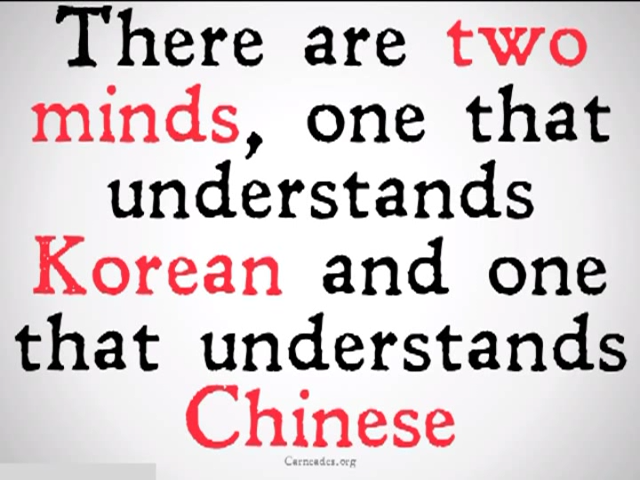 There are two
minds, one that
understands
Korean and one
that understands
Chinese
Carneades.org